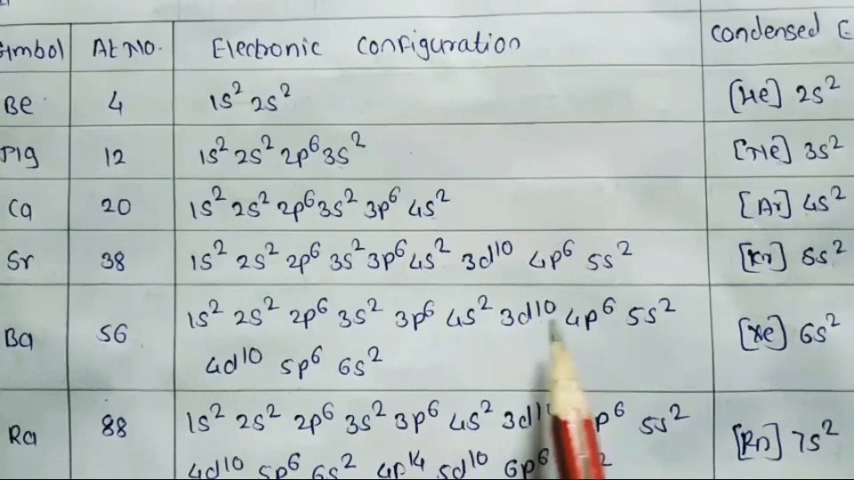 Symbol At NO. Electronic configuration condensed E
Be 4 1s² 2s² [He] 2s²
Mg 12 1s² 2s² 2p⁶ 3s² [Ne] 3s²
Ca 20 1s² 2s² 2p⁶ 3s² 3p⁶ 4s² [Ar] 4s²
Sr 38 1s² 2s² 2p⁶ 3s² 3p⁶ 4s² 3d¹⁰ 4p⁶ 5s² [Kr] 5s²
Ba 56 1s² 2s² 2p⁶ 3s² 3p⁶ 4s² 3d¹⁰ 4p⁶ 5s² [Xe] 6s²
4d¹⁰ 5p⁶ 6s²
Ra 88 1s² 2s² 2p⁶ 3s² 3p⁶ 4s² 3d¹⁰ p⁶ 5s² [Rn] 7s²
4d¹⁰ 5p⁶ 6s² 4p¹⁴ 5d¹⁰ 6p⁶ ²